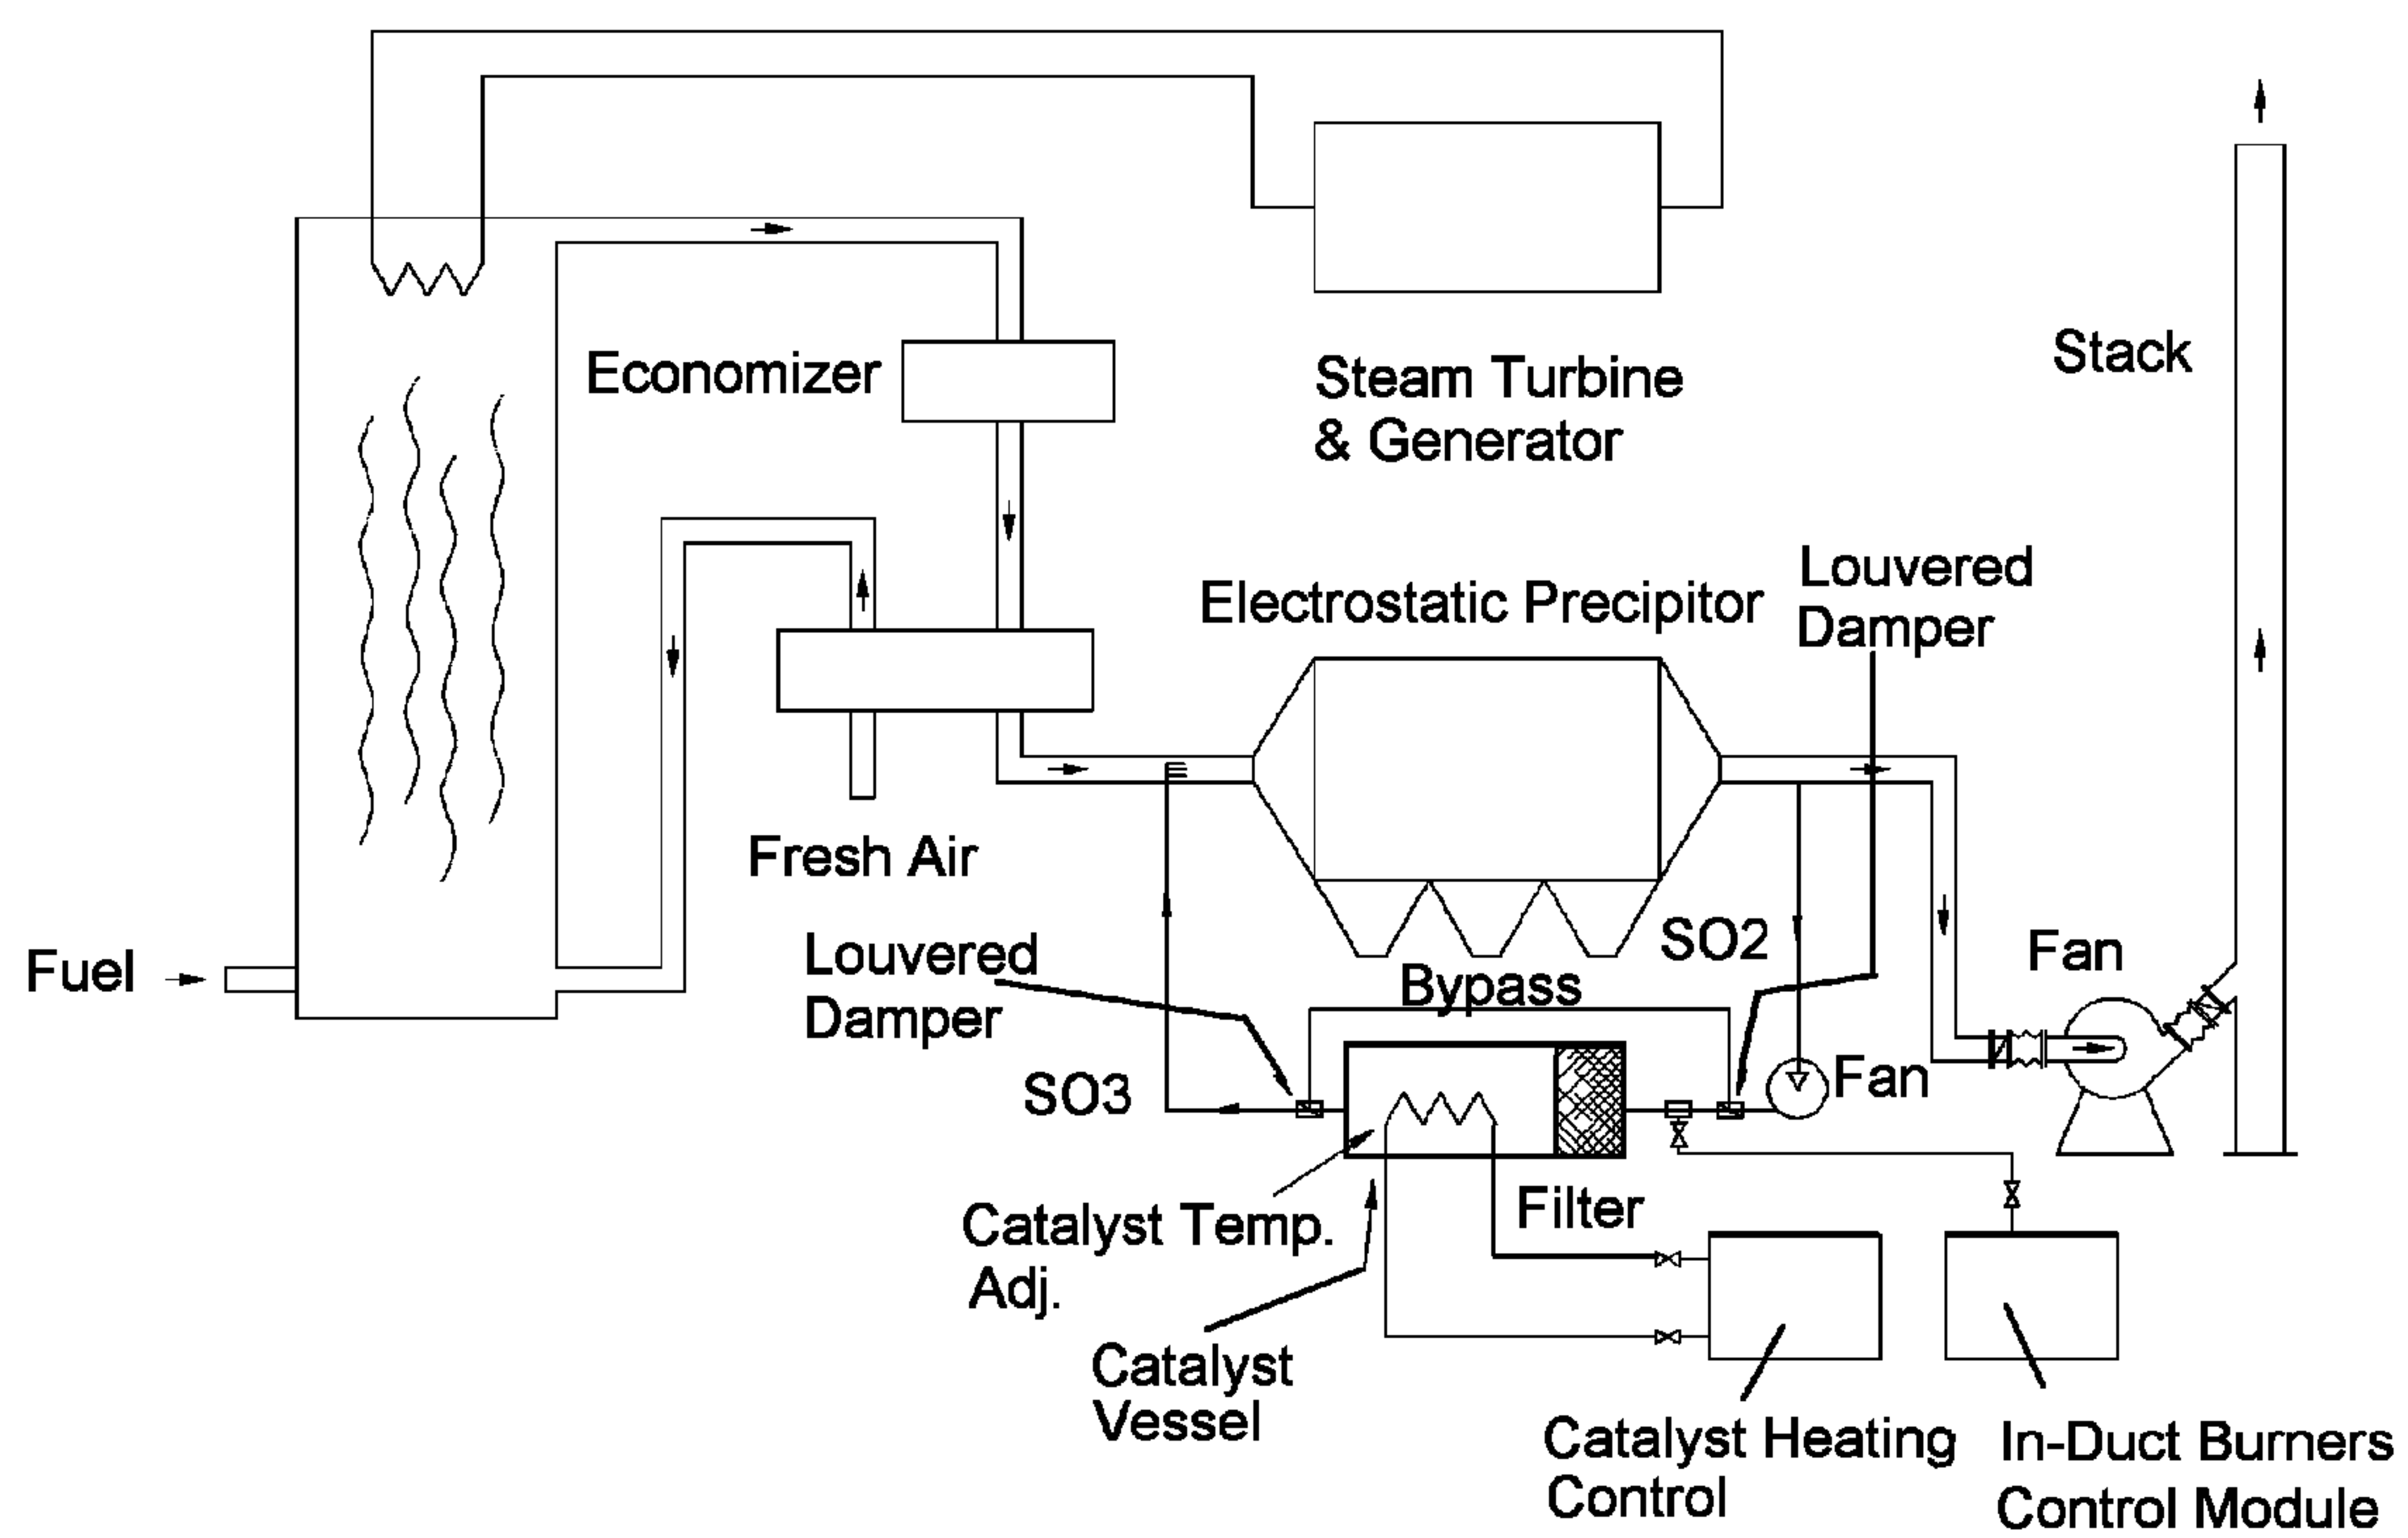 Economizer
Steam Turbine
& Generator
Stack
Electrostatic Precipitor
Louvered
Damper
Fresh Air
Fuel
Louvered
Damper
SO2
Bypass
Fan
SO3
Fan
Catalyst Temp.
Adj.
Filter
Catalyst
Vessel
Catalyst Heating
Control
In-Duct Burners
Control Module